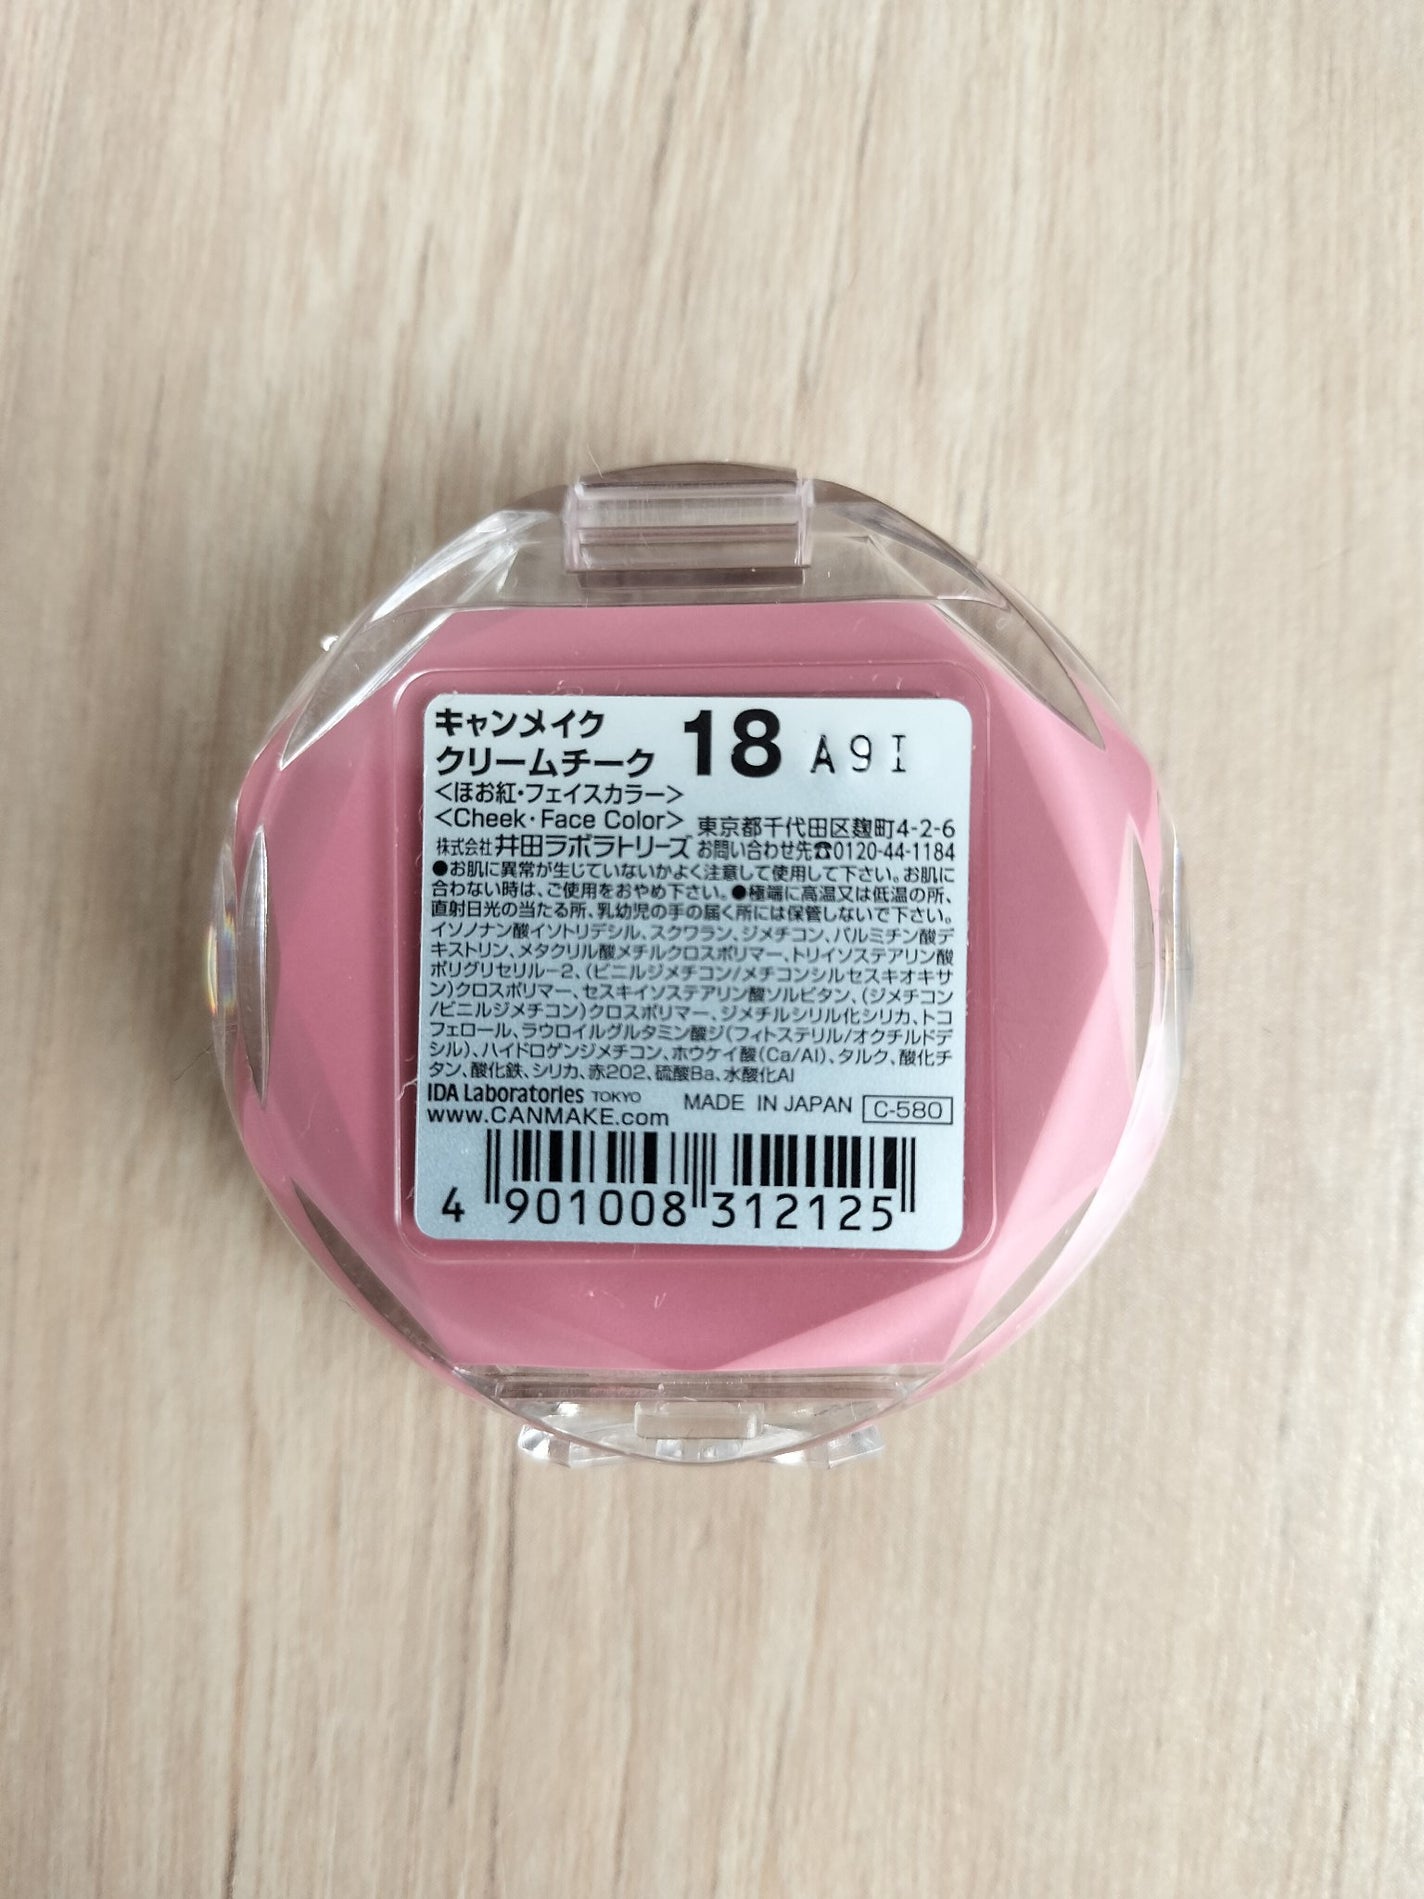 キャンメイク
クリームチーク 18 A9I
<ほお紅・フェイスカラー>
<Cheek・Face Color> 東京都千代田区麹町4-2-6
株式会社井田ラボラトリーズ お問い合わせ先☎0120-44-1184
●お肌に異常が生じていないかよく注意して使用して下さい。お肌に
合わない時は、ご使用をおやめ下さい。●極端に高温又は低温の所、
直射日光の当たる所、乳幼児の手の届く所には保管しないで下さい。
イソノナン酸イソトリデシル、スクワラン、ジメチコン、パルミチン酸デ
キストリン、メタクリル酸メチルクロスポリマー、トリイソステアリン酸
ポリグリセリル-2、(ビニルジメチコン/メチコンシルセスキオキサ
ン)クロスポリマー、セスキイソステアリン酸ソルビタン、(ジメチコン
/ビニルジメチコン)クロスポリマー、ジメチルシリル化シリカ、トコ
フェロール、ラウロイルグルタミン酸ジ(フィトステリル/オクチルドデ
シル)、ハイドロゲンジメチコン、ホウケイ酸(Ca/Al)、タルク、酸化チ
タン、酸化鉄、シリカ、赤202、硫酸Ba、水酸化Al
IDA Laboratories TOKYO MADE IN JAPAN C-580
www.CANMAKE.com
4 901008 312125